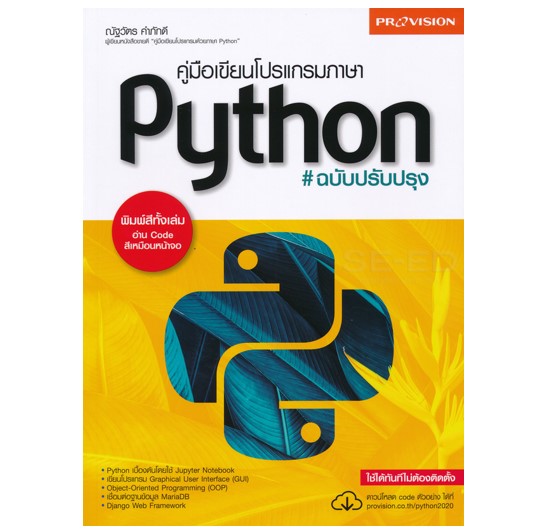 ณัฐวัตร คำภักดี
ผู้เขียนหนังสือขายดี "คู่มือเขียนโปรแกรมด้วยภาษา Python"
PROVISION
คู่มือเขียนโปรแกรมภาษา
Python
#ฉบับปรับปรุง
พิมพ์สีทั้งเล่ม
อ่าน Code
สีเหมือนหน้าจอ
SE-ED
• Python เบื้องต้นโดยใช้ Jupyter Notebook
• เขียนโปรแกรม Graphical User Interface (GUI)
• Object-Oriented Programming (OOP)
• เชื่อมต่อฐานข้อมูล MariaDB
• Django Web Framework
ใช้ได้ทันทีไม่ต้องติดตั้ง
ดาวน์โหลด code ตัวอย่าง ได้ที่
provision.co.th/python2020